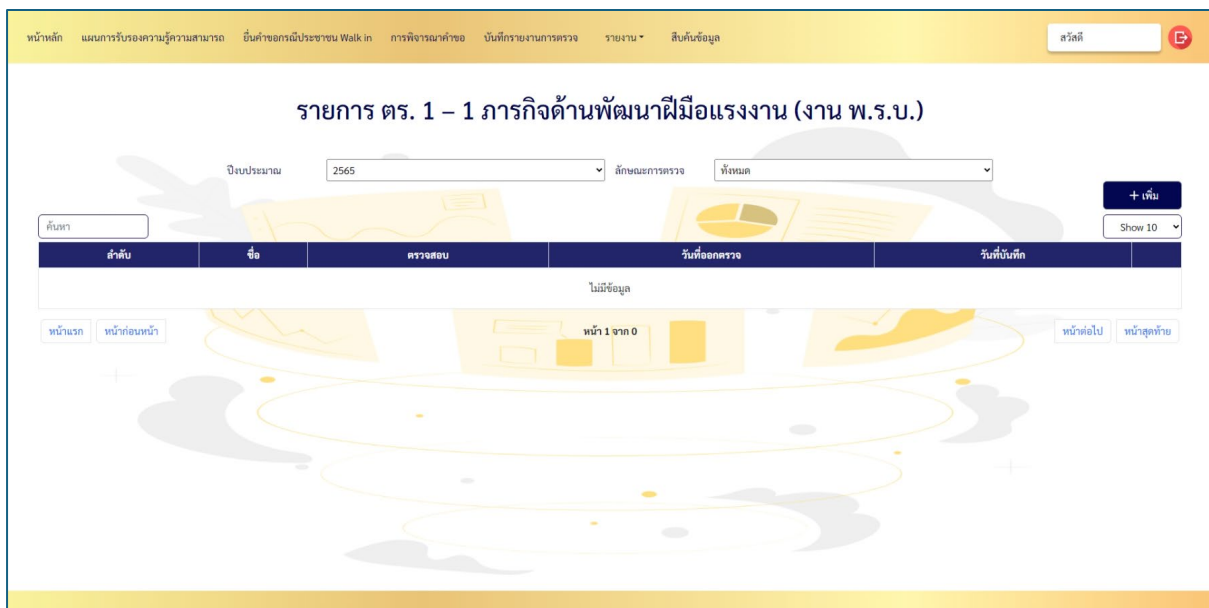 หน้าหลัก แผนการรับรองความรู้ความสามารถ ยื่นคำขอกรณีประชาชน Walk in การพิจารณาคำขอ บันทึกรายงานการตรวจ รายงาน สืบค้นข้อมูล สวัสดี
รายการ ตร. 1 – 1 ภารกิจด้านพัฒนาฝีมือแรงงาน (งาน พ.ร.บ.)
ปีงบประมาณ 2565 ลักษณะการตรวจ ทั้งหมด
+ เพิ่ม
ค้นหา Show 10
ลำดับ ชื่อ ตรวจสอบ วันที่ออกตรวจ วันที่บันทึก
ไม่มีข้อมูล
หน้าแรก หน้าก่อนหน้า หน้า 1 จาก 0 หน้าต่อไป หน้าสุดท้าย